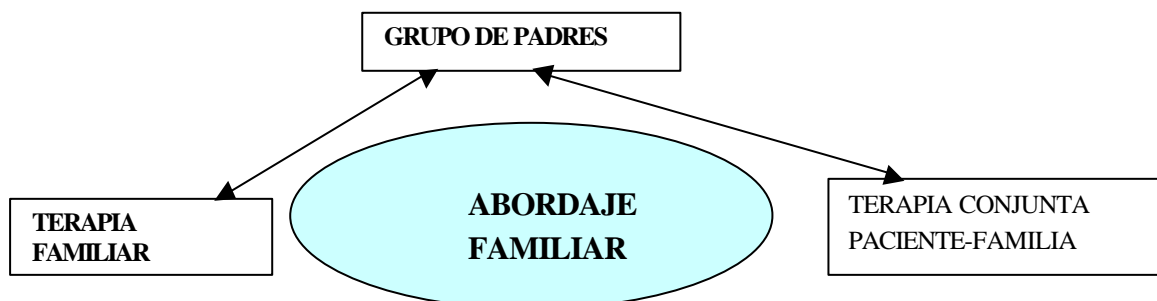 GRUPO DE PADRES
TERAPIA
FAMILIAR
ABORDAJE
FAMILIAR
TERAPIA CONJUNTA
PACIENTE-FAMILIA